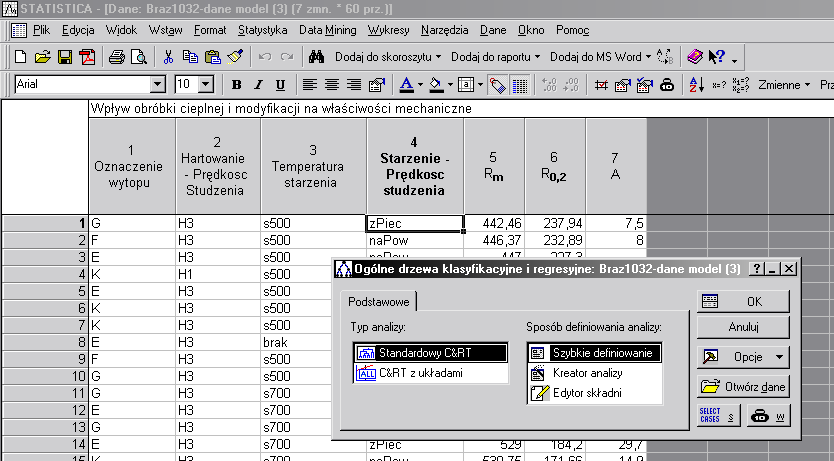 STATISTICA - [Dane: Braz1032-dane model (3) (7 zmn. * 60 prz.)]
Plik Edycja Widok Wstaw Format Statystyka Data Mining Wykresy Narzędzia Dane Okno Pomoc
Dodaj do skoroszytu Dodaj do raportu Dodaj do MS Word
Arial 10 B I U A Zmienne Prz
Wpływ obróbki cieplnej i modyfikacji na właściwości mechaniczne
1 Oznaczenie wytopu
2 Hartowanie - Prędkosc Studzenia
3 Temperatura starzenia
4 Starzenie - Prędkosc studzenia
5 Rm
6 R0,2
7 A
1 G H3 s500 zPiec 442,46 237,94 7,5
2 F H3 s500 naPow 446,37 232,89 8
3 E H3 s500 naPow 447 227,3
4 K H1 s500
5 E H3 s500
6 K H3 s500
7 K H3 s500
8 E H3 brak
9 F H3 s500
10 G H3 s500
11 G H3 s700
12 E H3 s700
13 G H3 s700
14 E H3 s700 zPiec 529 184,2 29,7
15 K H3 s700 naPow 530,75 171,66 14,9
Ogólne drzewa klasyfikacyjne i regresyjne: Braz1032-dane model (3)
Podstawowe
Typ analizy:
Standardowy C&RT
C&RT z układami
Sposób definiowania analizy:
Szybkie definiowanie
Kreator analizy
Edytor składni
OK
Anuluj
Opcje
Otwórz dane
SELECT CASES S
W